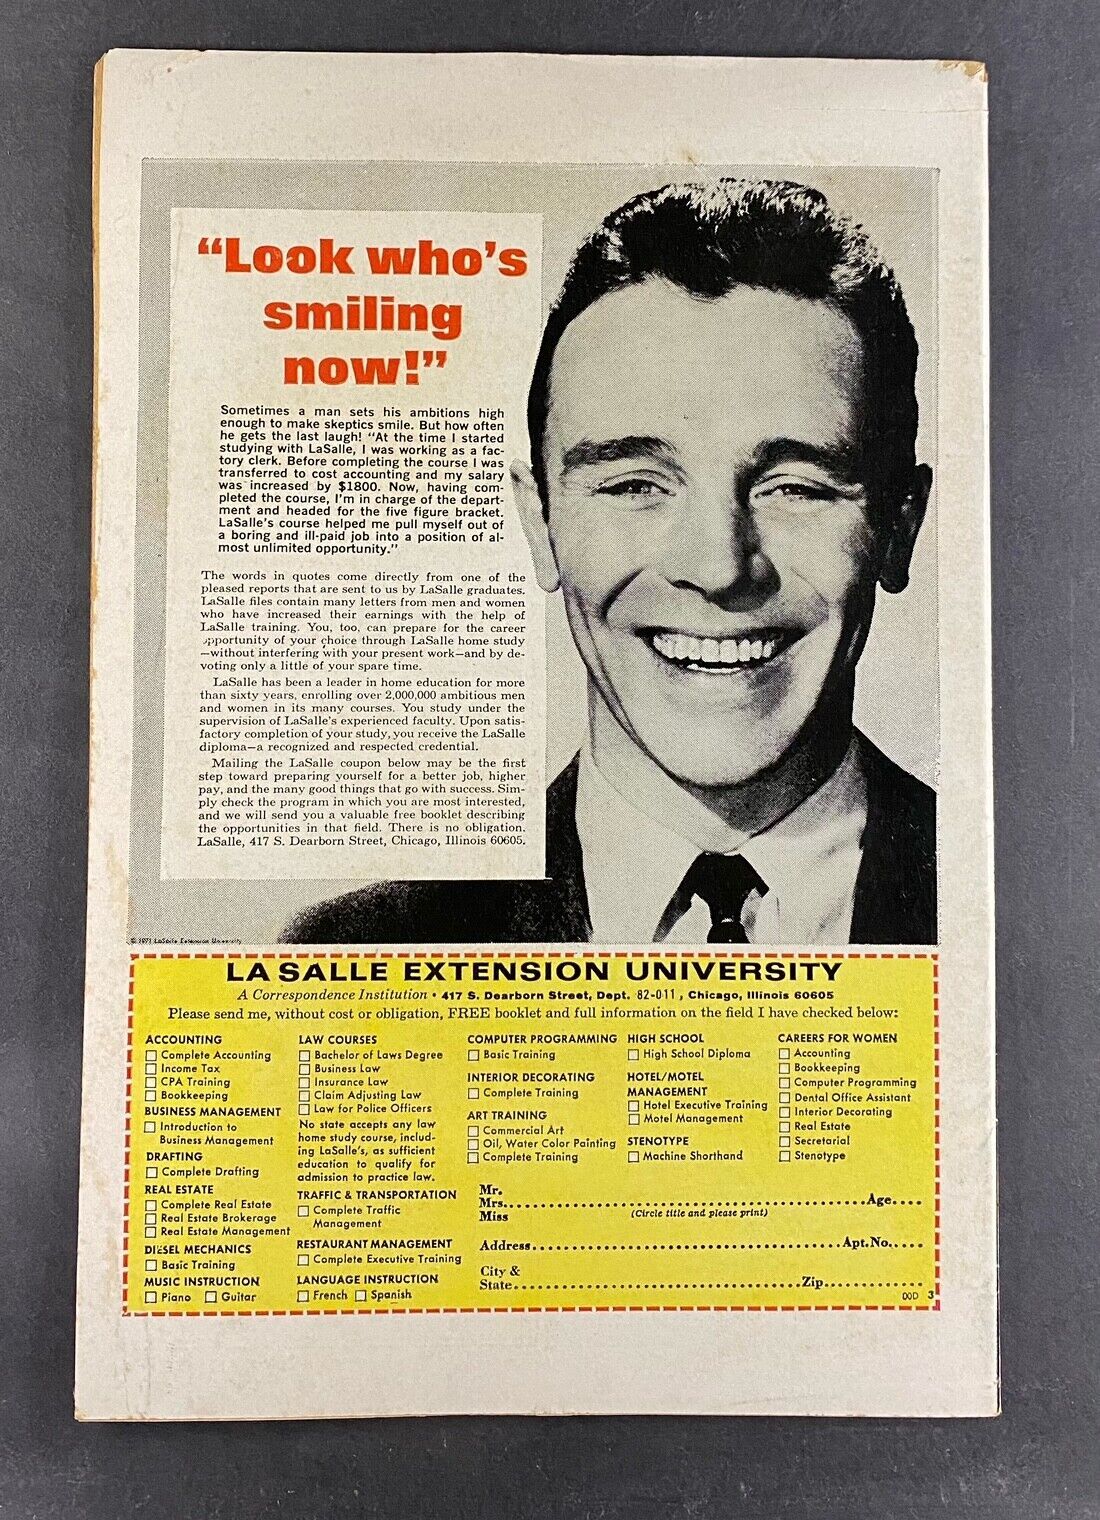 “Look who’s
smiling
now!”
Sometimes a man sets his ambitions high
enough to make skeptics smile. But how often
he gets the last laugh! “At the time I started
studying with LaSalle, I was working as a fac-
tory clerk. Before completing the course I was
transferred to cost accounting and my salary
was increased by $1800. Now, having com-
pleted the course, I’m in charge of the depart-
ment and headed for the five figure bracket.
LaSalle’s course helped me pull myself out of
a boring and ill-paid job into a position of al-
most unlimited opportunity.”
The words in quotes come directly from one of the
pleased reports that are sent to us by LaSalle graduates.
LaSalle files contain many letters from men and women
who have increased their earnings with the help of
LaSalle training. You, too, can prepare for the career
opportunity of your choice through LaSalle home study
—without interfering with your present work—and by de-
voting only a little of your spare time.
LaSalle has been a leader in home education for more
than sixty years, enrolling over 2,000,000 ambitious men
and women in its many courses. You study under the
supervision of LaSalle’s experienced faculty. Upon satis-
factory completion of your study, you receive the LaSalle
diploma—a recognized and respected credential.
Mailing the LaSalle coupon below may be the first
step toward preparing yourself for a better job, higher
pay, and the many good things that go with success. Sim-
ply check the program in which you are most interested,
and we will send you a valuable free booklet describing
the opportunities in that field. There is no obligation.
LaSalle, 417 S. Dearborn Street, Chicago, Illinois 60605.
© 1971 LaSalle Extension University
LA SALLE EXTENSION UNIVERSITY
A Correspondence Institution • 417 S. Dearborn Street, Dept. 82-011, Chicago, Illinois 60605
Please send me, without cost or obligation, FREE booklet and full information on the field I have checked below:
ACCOUNTING
Complete Accounting
Income Tax
CPA Training
Bookkeeping
BUSINESS MANAGEMENT
Introduction to
Business Management
DRAFTING
Complete Drafting
REAL ESTATE
Complete Real Estate
Real Estate Brokerage
Real Estate Management
DIESEL MECHANICS
Basic Training
MUSIC INSTRUCTION
Piano Guitar
LAW COURSES
Bachelor of Laws Degree
Business Law
Insurance Law
Claim Adjusting Law
Law for Police Officers
No state accepts any law
home study course, includ-
ing LaSalle’s, as sufficient
education to qualify for
admission to practice law.
TRAFFIC & TRANSPORTATION
Complete Traffic
Management
RESTAURANT MANAGEMENT
Complete Executive Training
LANGUAGE INSTRUCTION
French Spanish
COMPUTER PROGRAMMING
Basic Training
INTERIOR DECORATING
Complete Training
ART TRAINING
Commercial Art
Oil, Water Color Painting
Complete Training
HIGH SCHOOL
High School Diploma
HOTEL/MOTEL
MANAGEMENT
Hotel Executive Training
Motel Management
STENOTYPE
Machine Shorthand
CAREERS FOR WOMEN
Accounting
Bookkeeping
Computer Programming
Dental Office Assistant
Interior Decorating
Real Estate
Secretarial
Stenotype
Mr.
Mrs. Age
Miss (Circle title and please print)
Address Apt.No.
City &
State Zip
DOD 3